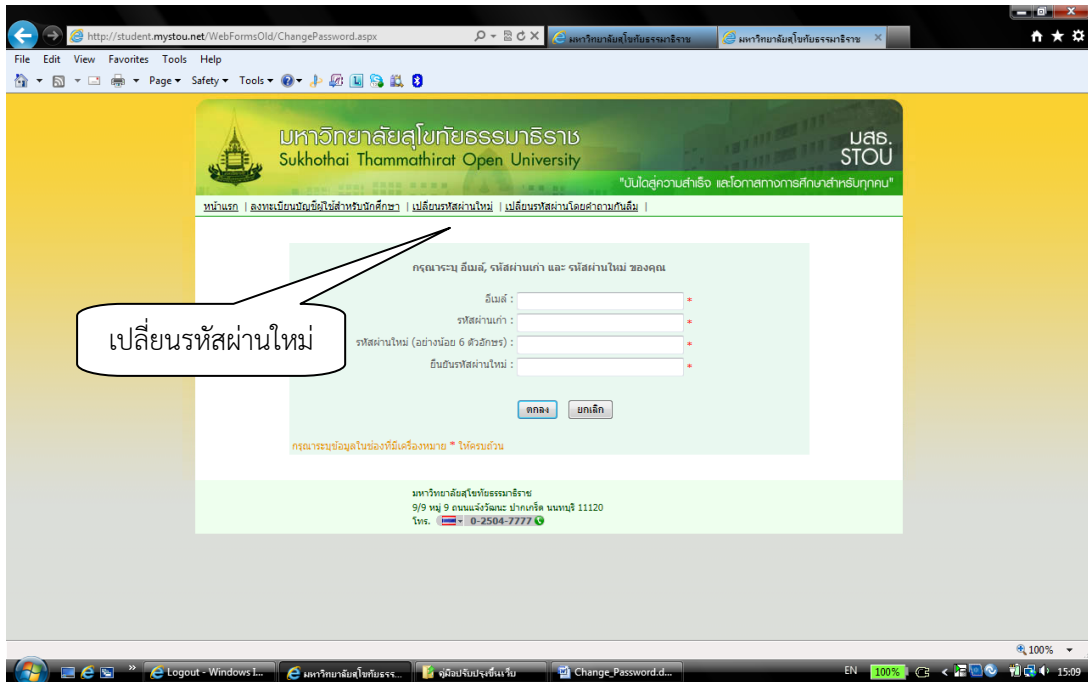 http://student.mystou.net/WebFormsOld/ChangePassword.aspx
มหาวิทยาลัยสุโขทัยธรรมาธิราช
มหาวิทยาลัยสุโขทัยธรรมาธิราช
File Edit View Favorites Tools Help
Page Safety Tools
มหาวิทยาลัยสุโขทัยธรรมาธิราช
Sukhothai Thammathirat Open University
มสธ.
STOU
"บันไดสู่ความสำเร็จ และโอกาสทางการศึกษาสำหรับทุกคน"
หน้าแรก | ลงทะเบียนบัญชีผู้ใช้สำหรับนักศึกษา | เปลี่ยนรหัสผ่านใหม่ | เปลี่ยนรหัสผ่านโดยคำถามกันลืม |
กรุณาระบุ อีเมล์, รหัสผ่านเก่า และ รหัสผ่านใหม่ ของคุณ
อีเมล์ : *
รหัสผ่านเก่า : *
รหัสผ่านใหม่ (อย่างน้อย 6 ตัวอักษร) : *
ยืนยันรหัสผ่านใหม่ : *
เปลี่ยนรหัสผ่านใหม่
ตกลง ยกเลิก
กรุณาระบุข้อมูลในช่องที่มีเครื่องหมาย * ให้ครบถ้วน
มหาวิทยาลัยสุโขทัยธรรมาธิราช
9/9 หมู่ 9 ถนนแจ้งวัฒนะ ปากเกร็ด นนทบุรี 11120
โทร. 0-2504-7777
100%
Logout - Windows I...
มหาวิทยาลัยสุโขทัยธรร...
คู่มือปรับปรุงขึ้นเว็บ
Change_Password.d...
EN 100% 15:09